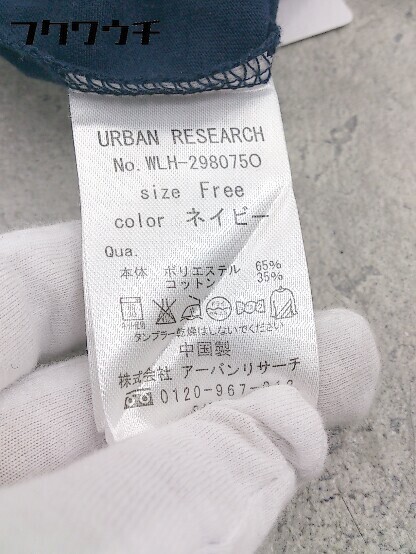 フクワウチ
URBAN RESEARCH
No. WLH-298075O
size Free
color ネイビー
Qua.
本体 ポリエステル 65%
コットン 35%
タンブラー乾燥はしないでください
中国製
株式会社 アーバンリサーチ
0120-967-